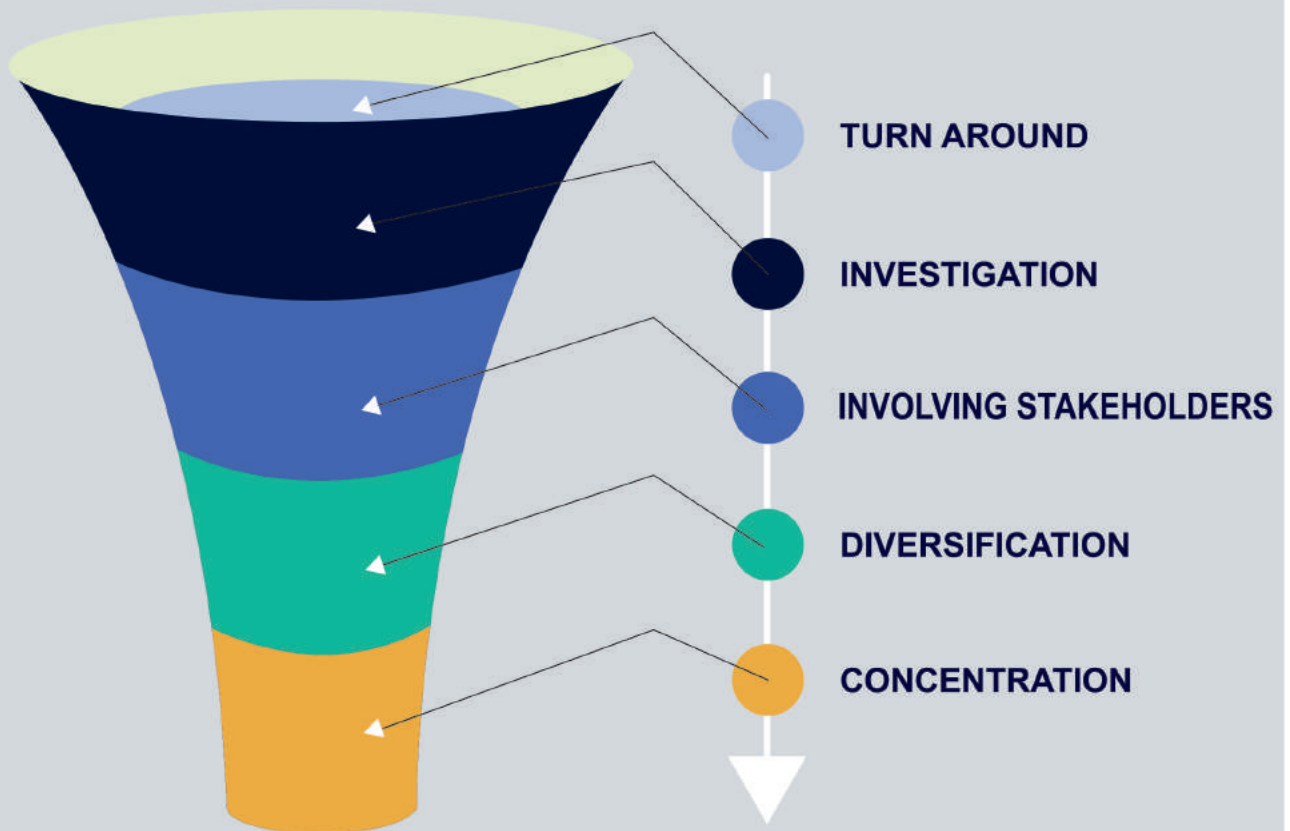 TURN AROUND
INVESTIGATION
INVOLVING STAKEHOLDERS
DIVERSIFICATION
CONCENTRATION